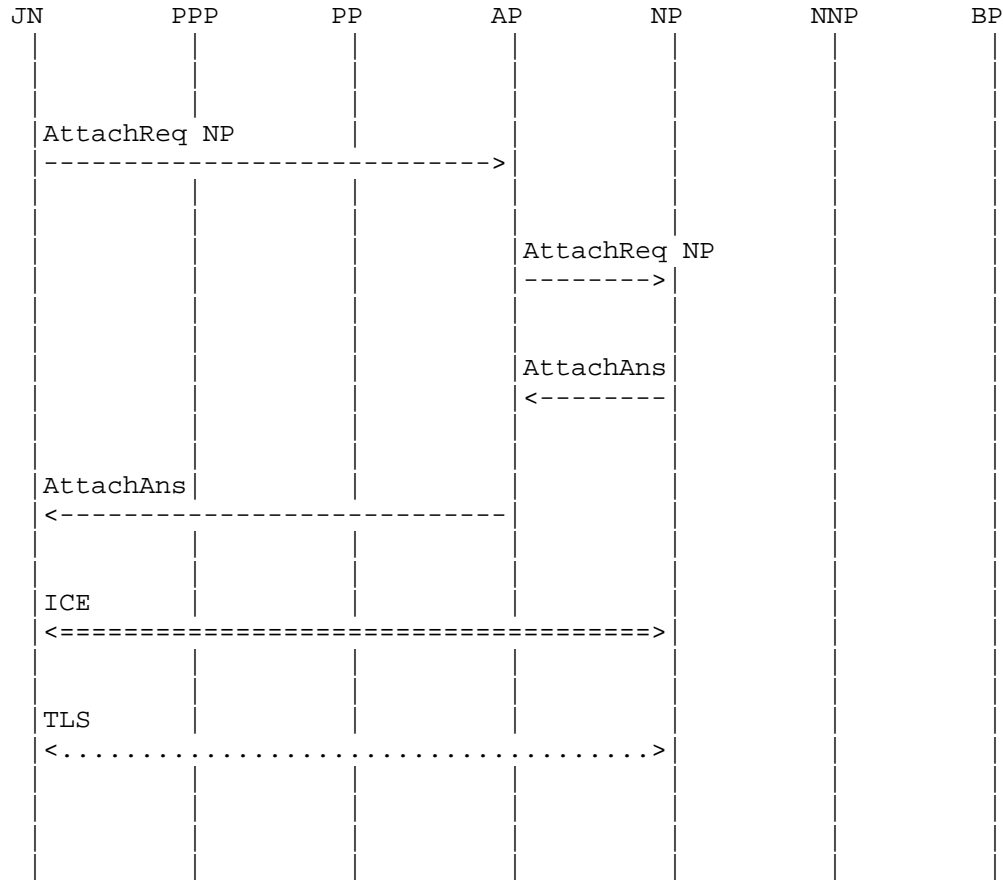 JN PPP PP AP NP NNP BP
AttachReq NP
AttachReq NP
AttachAns
AttachAns
ICE
TLS